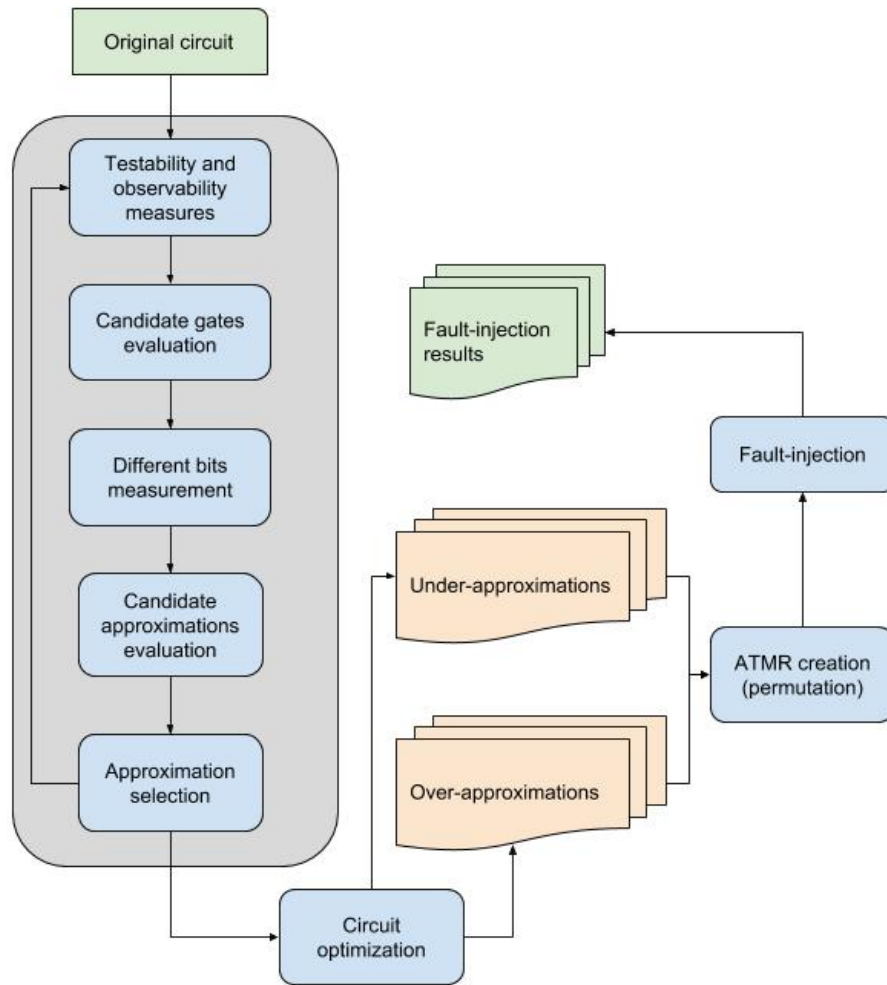 Original circuit
Testability and
observability
measures
Candidate gates
evaluation
Different bits
measurement
Candidate
approximations
evaluation
Approximation
selection
Circuit
optimization
Under-approximations
Over-approximations
ATMR creation
(permutation)
Fault-injection
Fault-injection
results